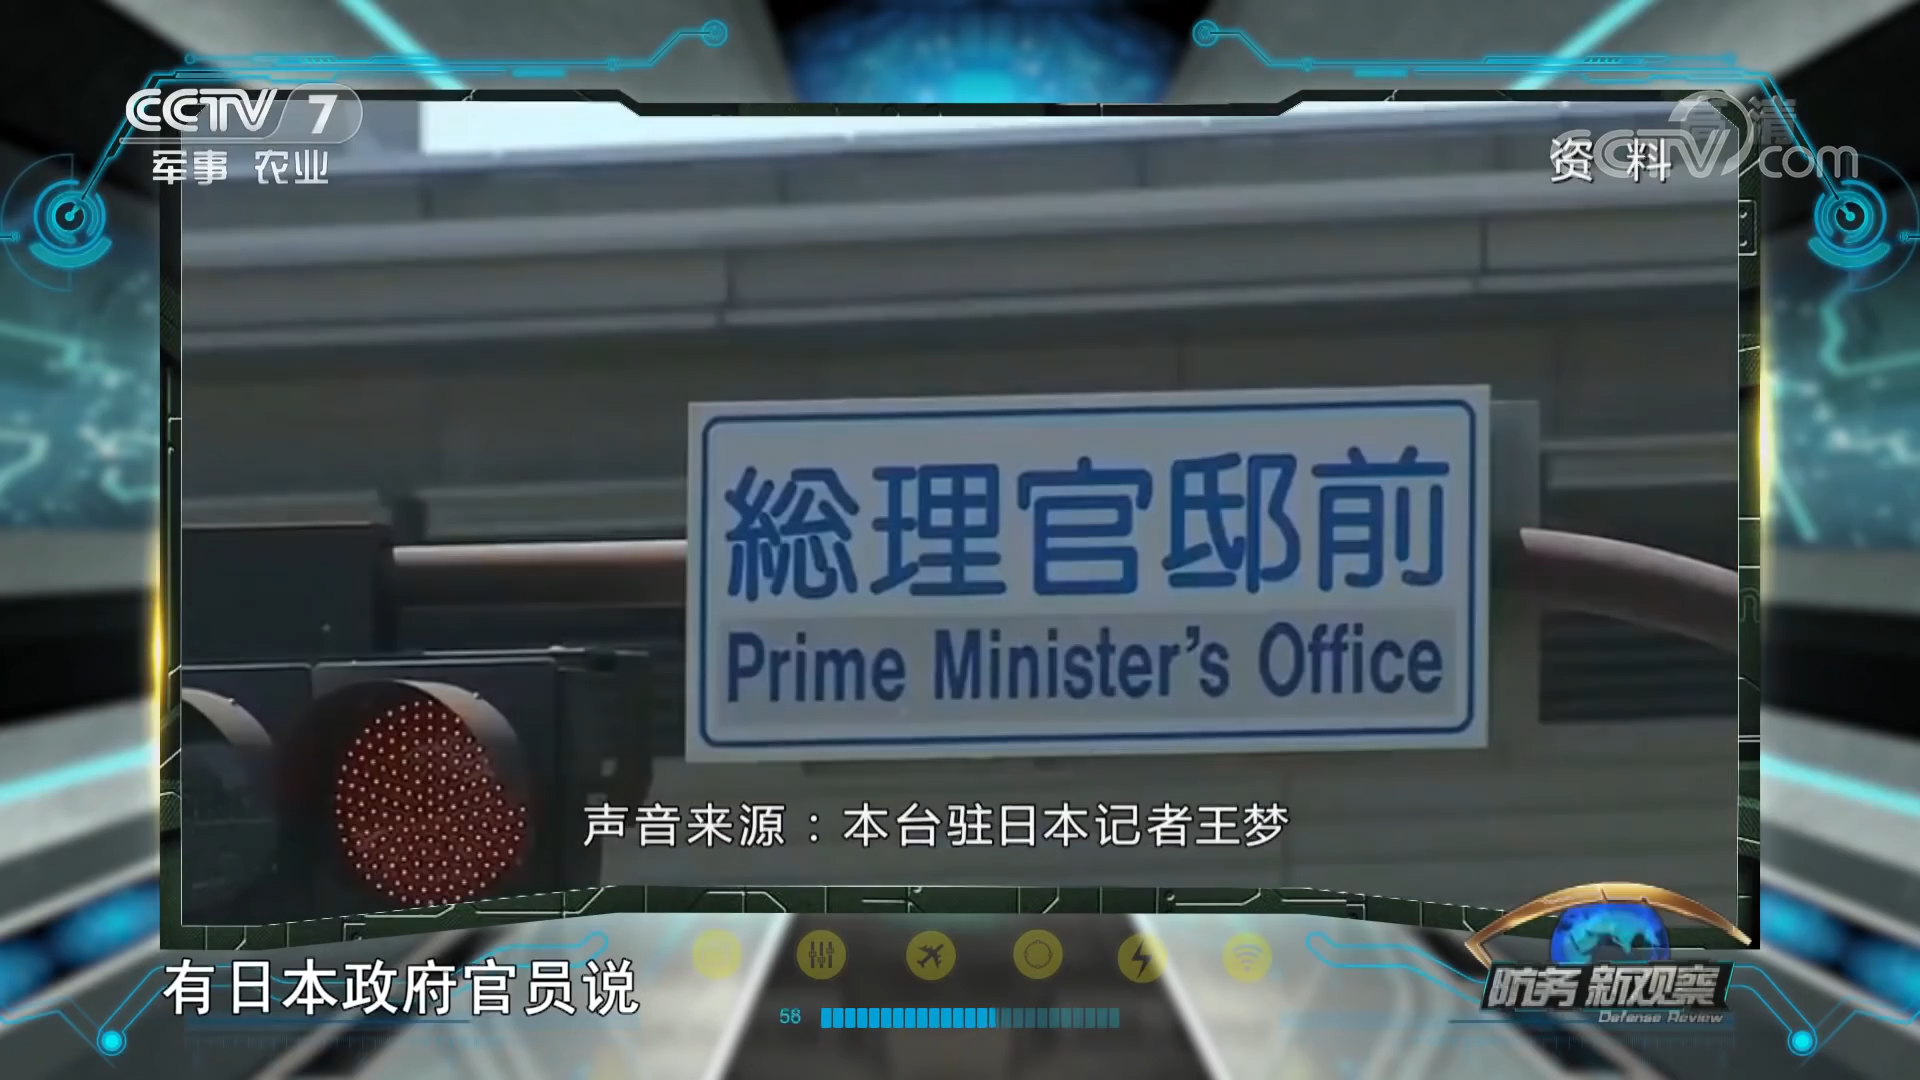 CCTV 7
军事 农业
高清
CCTV.com
资料
総理官邸前
Prime Minister's Office
声音来源：本台驻日本记者王梦
有日本政府官员说
58
防务新观察
Defense Review